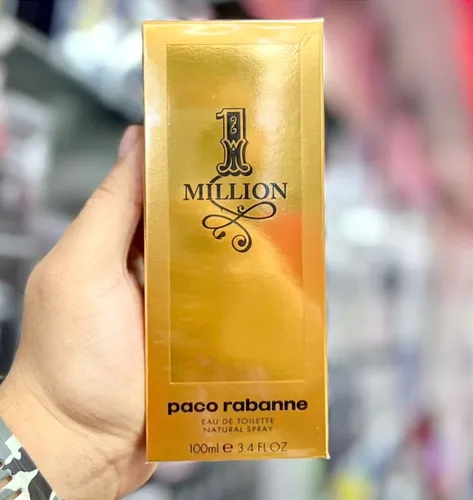 1
MILLION
paco rabanne
EAU DE TOILETTE
NATURAL SPRAY
100ml ℮ 3.4 FL OZ